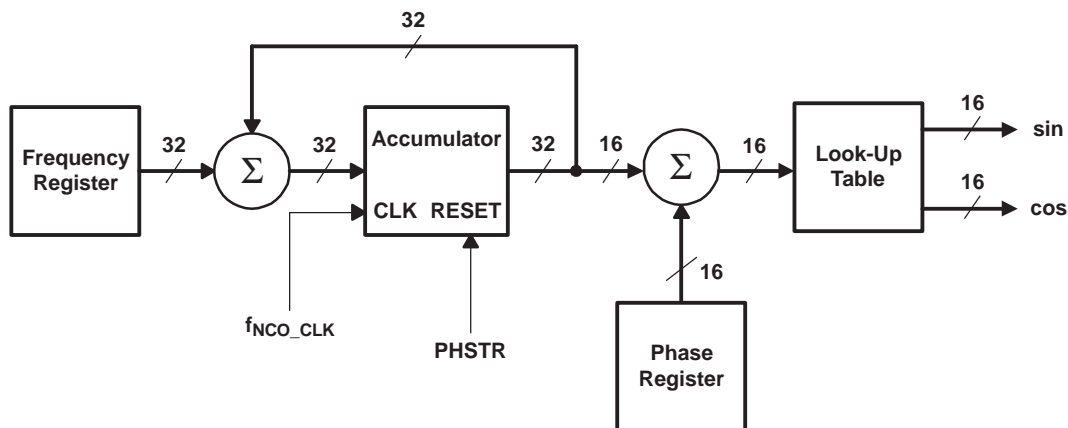 32
Frequency
Register
32
Σ
32
Accumulator
CLK RESET
32
16
Σ
16
Look-Up
Table
16
sin
16
cos
fNCO_CLK
PHSTR
16
Phase
Register